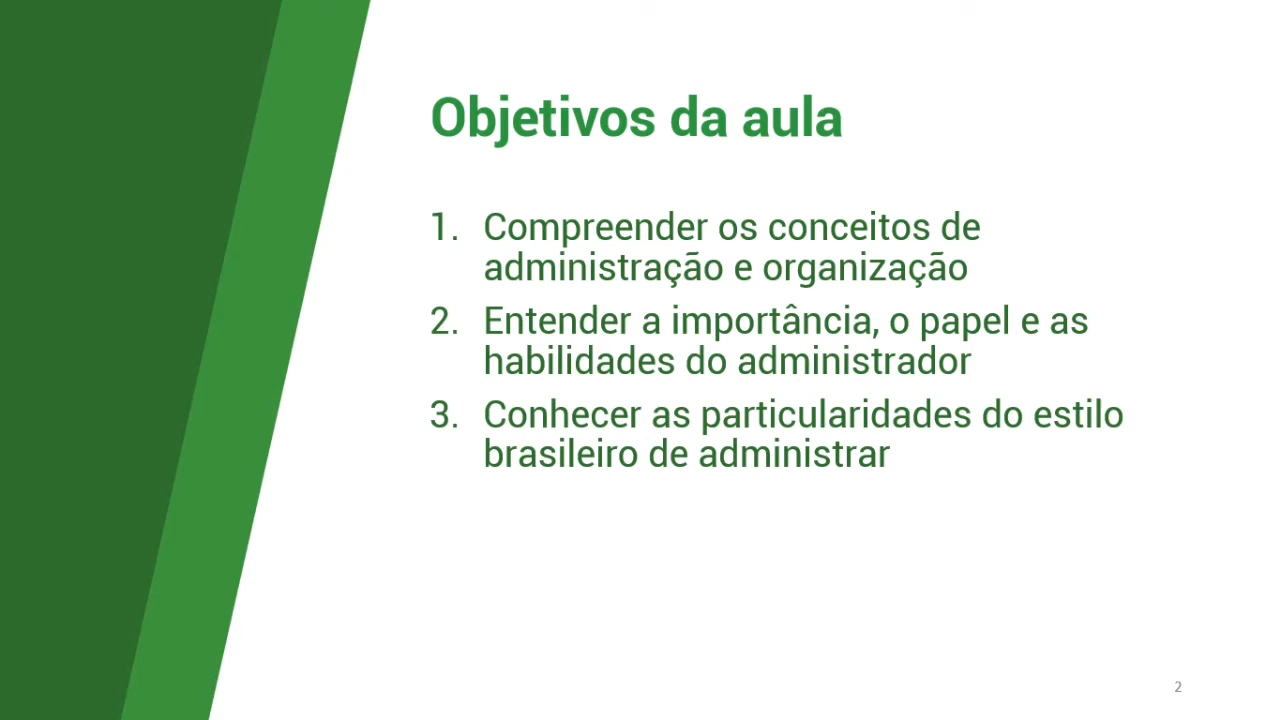 Objetivos da aula
1. Compreender os conceitos de
administração e organização
2. Entender a importância, o papel e as
habilidades do administrador
3. Conhecer as particularidades do estilo
brasileiro de administrar
2